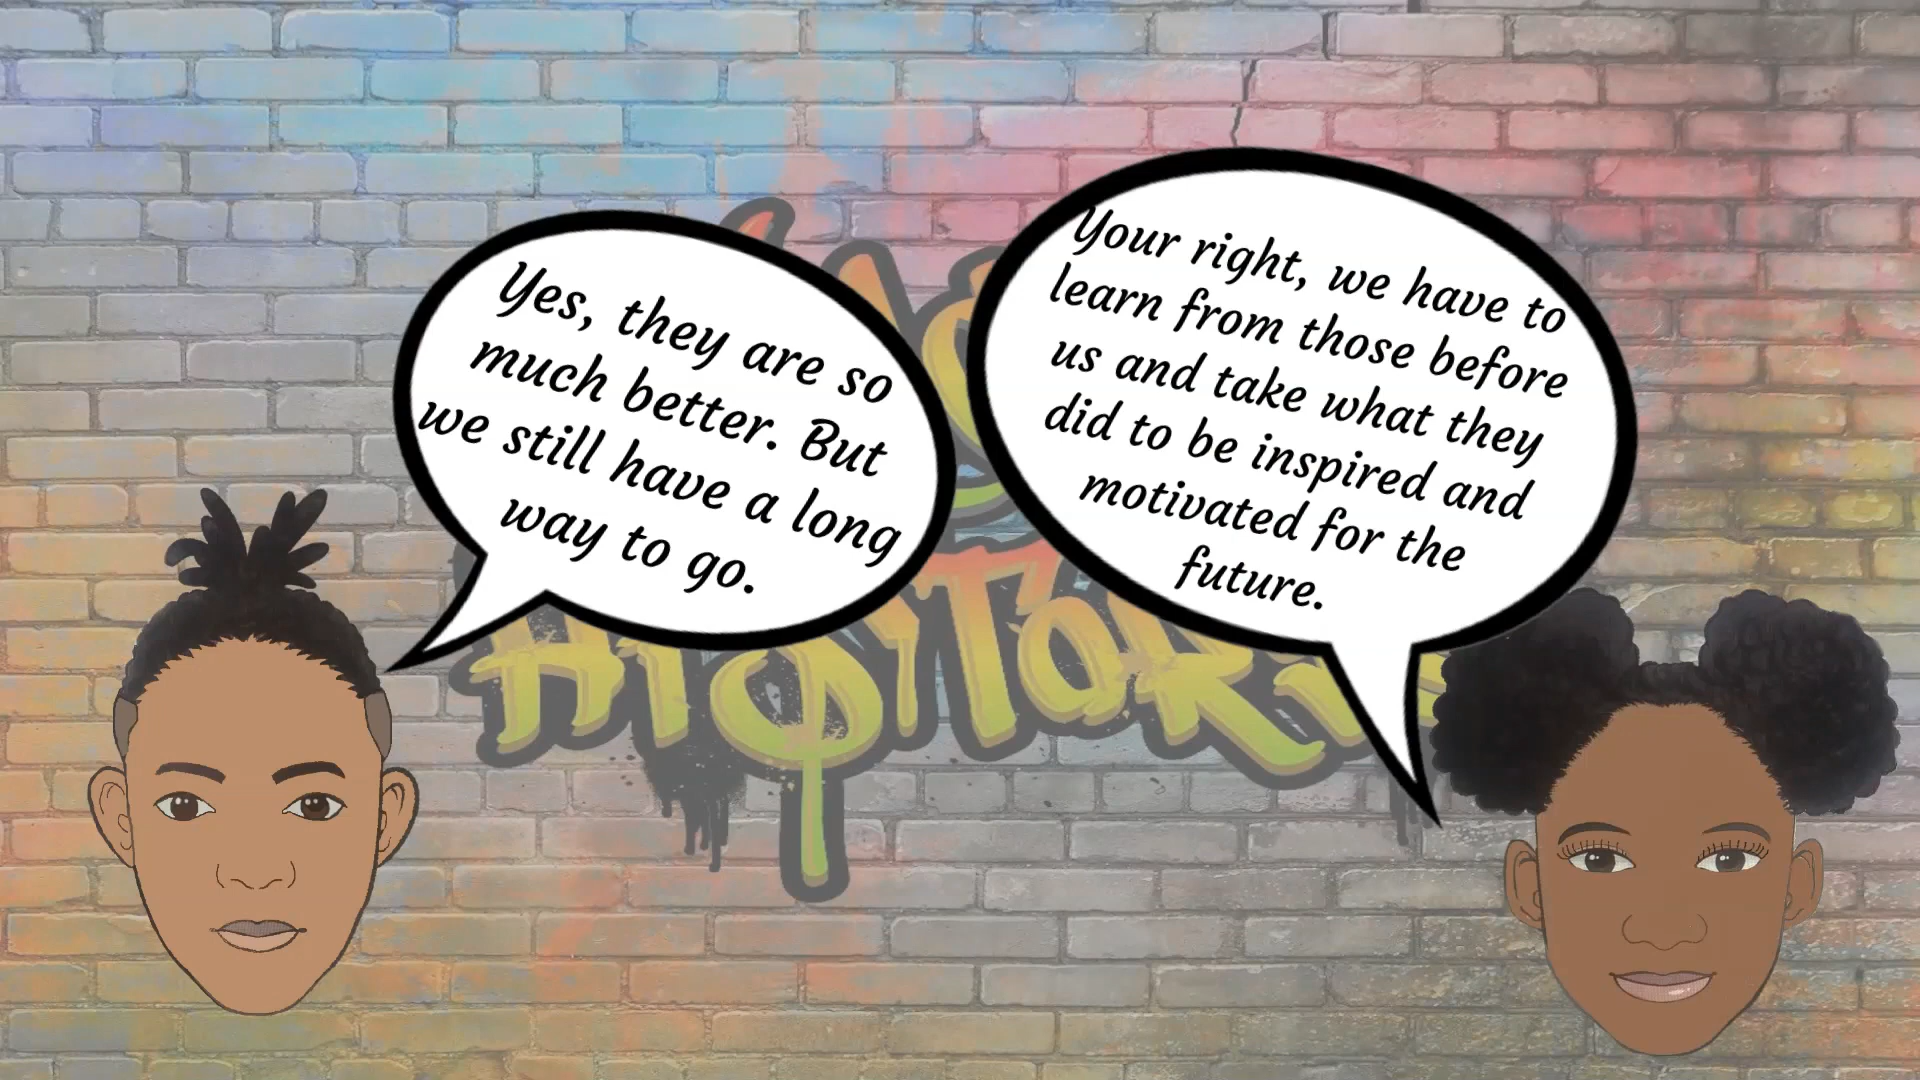 Yes, they are so
much better. But
we still have a long
way to go.
Your right, we have to
learn from those before
us and take what they
did to be inspired and
motivated for the
future.